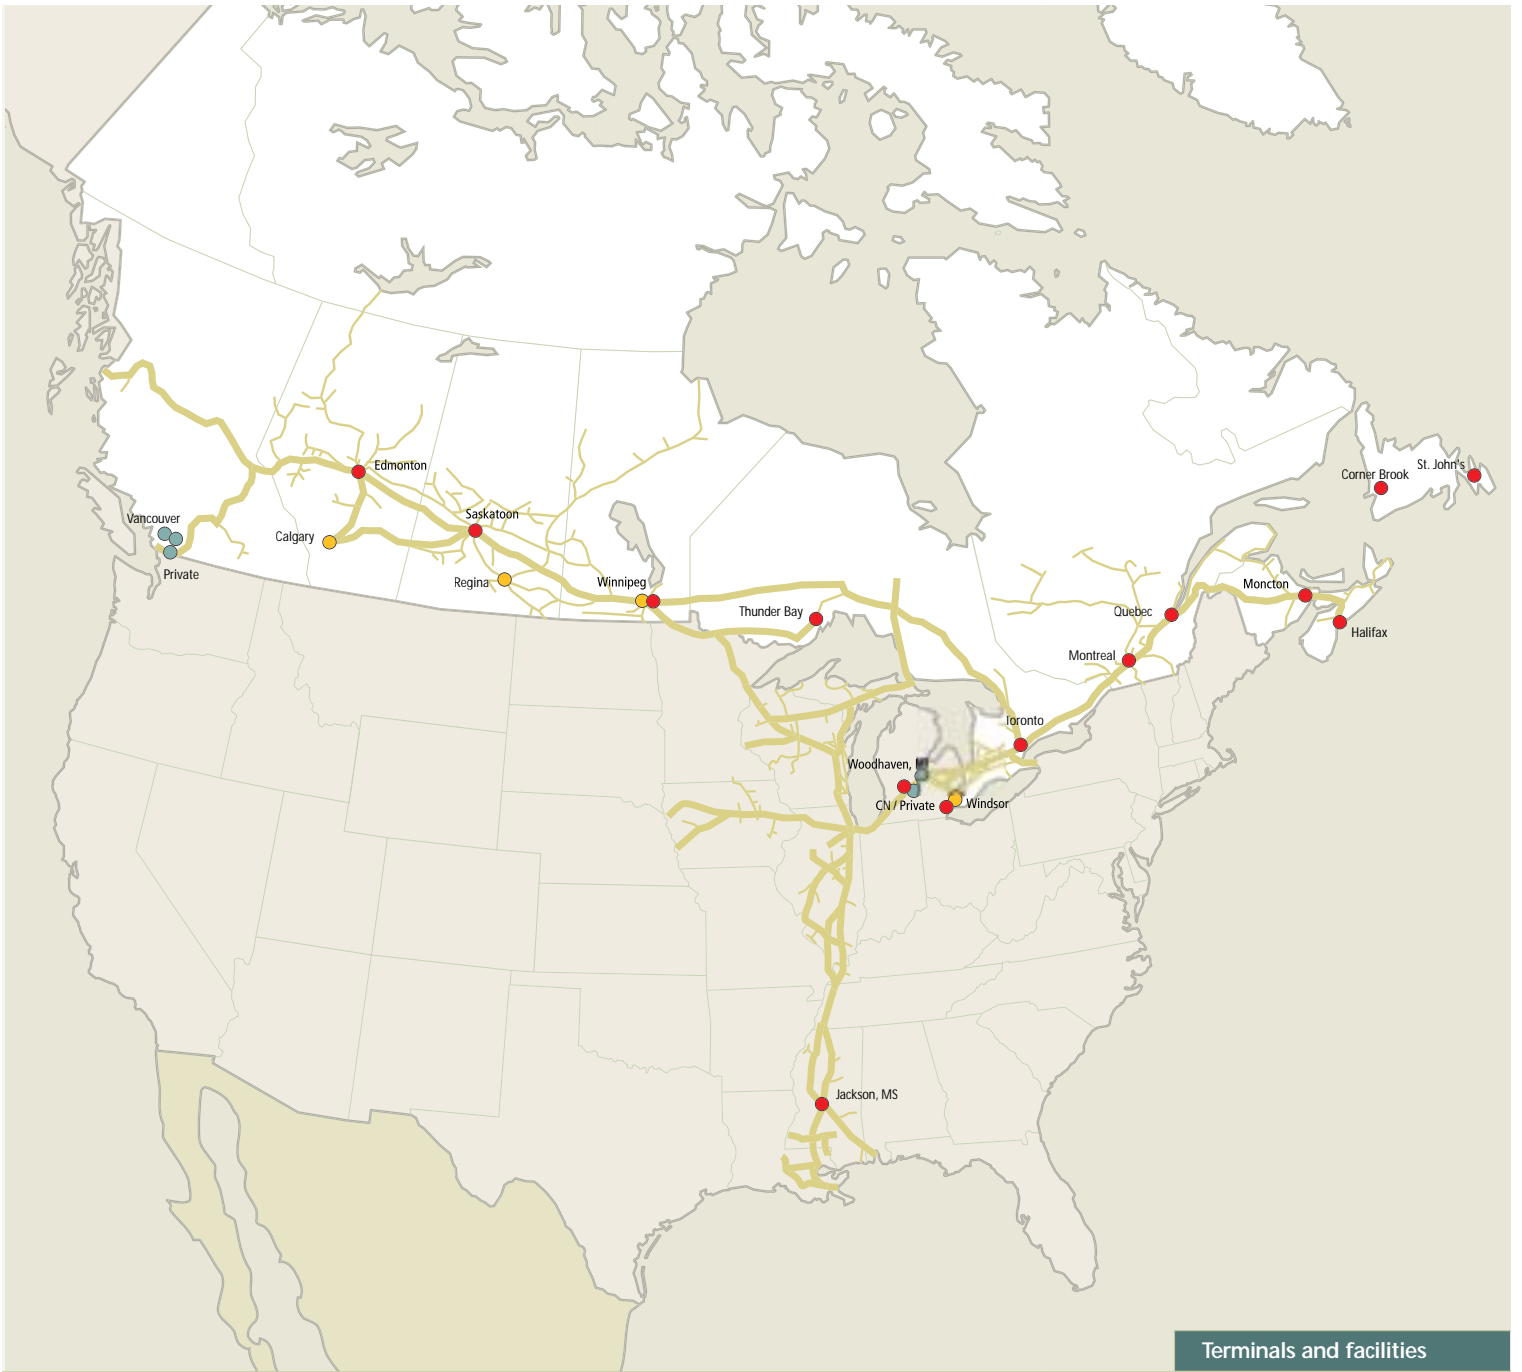 Edmonton
Corner Brook
St. John's
Saskatoon
Vancouver
Calgary
Private
Regina
Winnipeg
Moncton
Thunder Bay
Quebec
Halifax
Montreal
Toronto
Woodhaven, MI
CN / Private
Windsor
Jackson, MS
Terminals and facilities